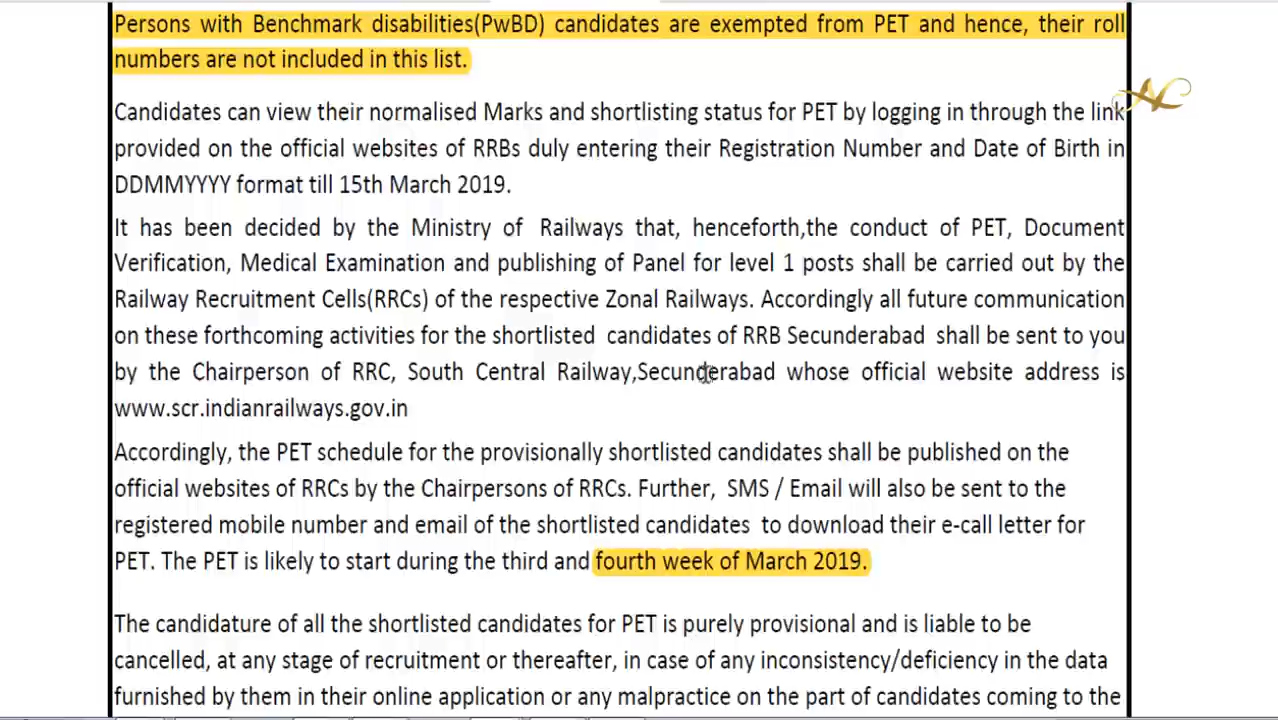 Persons with Benchmark disabilities(PwBD) candidates are exempted from PET and hence, their roll
numbers are not included in this list.
Candidates can view their normalised Marks and shortlisting status for PET by logging in through the link
provided on the official websites of RRBs duly entering their Registration Number and Date of Birth in
DDMMYYYY format till 15th March 2019.
It has been decided by the Ministry of Railways that, henceforth,the conduct of PET, Document
Verification, Medical Examination and publishing of Panel for level 1 posts shall be carried out by the
Railway Recruitment Cells(RRCs) of the respective Zonal Railways. Accordingly all future communication
on these forthcoming activities for the shortlisted candidates of RRB Secunderabad shall be sent to you
by the Chairperson of RRC, South Central Railway,Secunderabad whose official website address is
www.scr.indianrailways.gov.in
Accordingly, the PET schedule for the provisionally shortlisted candidates shall be published on the
official websites of RRCs by the Chairpersons of RRCs. Further, SMS / Email will also be sent to the
registered mobile number and email of the shortlisted candidates to download their e-call letter for
PET. The PET is likely to start during the third and fourth week of March 2019.
The candidature of all the shortlisted candidates for PET is purely provisional and is liable to be
cancelled, at any stage of recruitment or thereafter, in case of any inconsistency/deficiency in the data
furnished by them in their online application or any malpractice on the part of candidates coming to the
AC